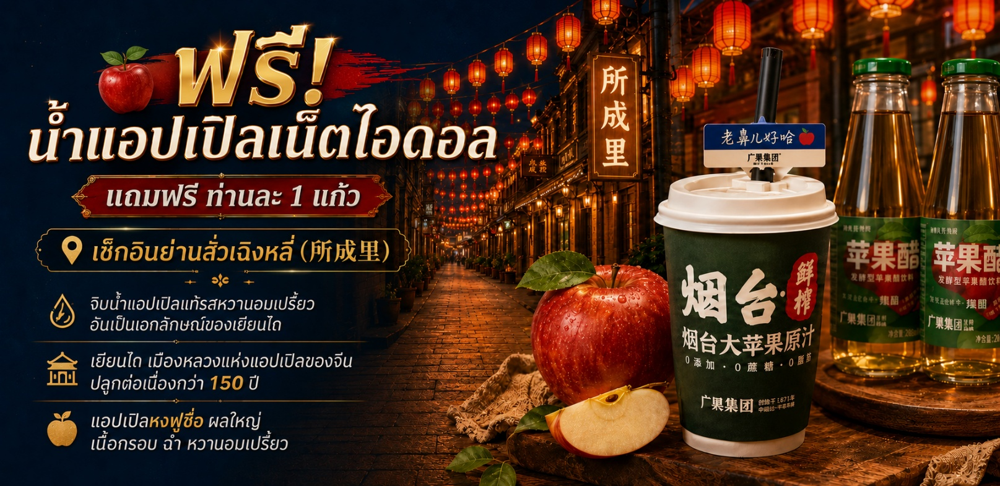 ฟรี!
น้ำแอปเปิลเน็ตไอดอล
แถมฟรี ท่านละ 1 แก้ว
เช็กอินย่านสั่วเฉิงหลี่ (所成里)
จิบน้ำแอปเปิลแท้รสหวานอมเปรี้ยว
อันเป็นเอกลักษณ์ของเยียนไถ
เยียนไถ เมืองหลวงแห่งแอปเปิลของจีน
ปลูกต่อเนื่องกว่า 150 ปี
แอปเปิลหงฟูซื่อ ผลใหญ่
เนื้อกรอบ ฉ่ำ หวานอมเปรี้ยว
所成里
老鼻儿好哈
广果集团
烟台
鲜榨
烟台大苹果原汁
0添加·0蔗糖·0脂肪
广果集团
苹果醋
发酵型苹果醋饮料
广果集团
苹果醋
发酵型苹果醋饮料
广果集团